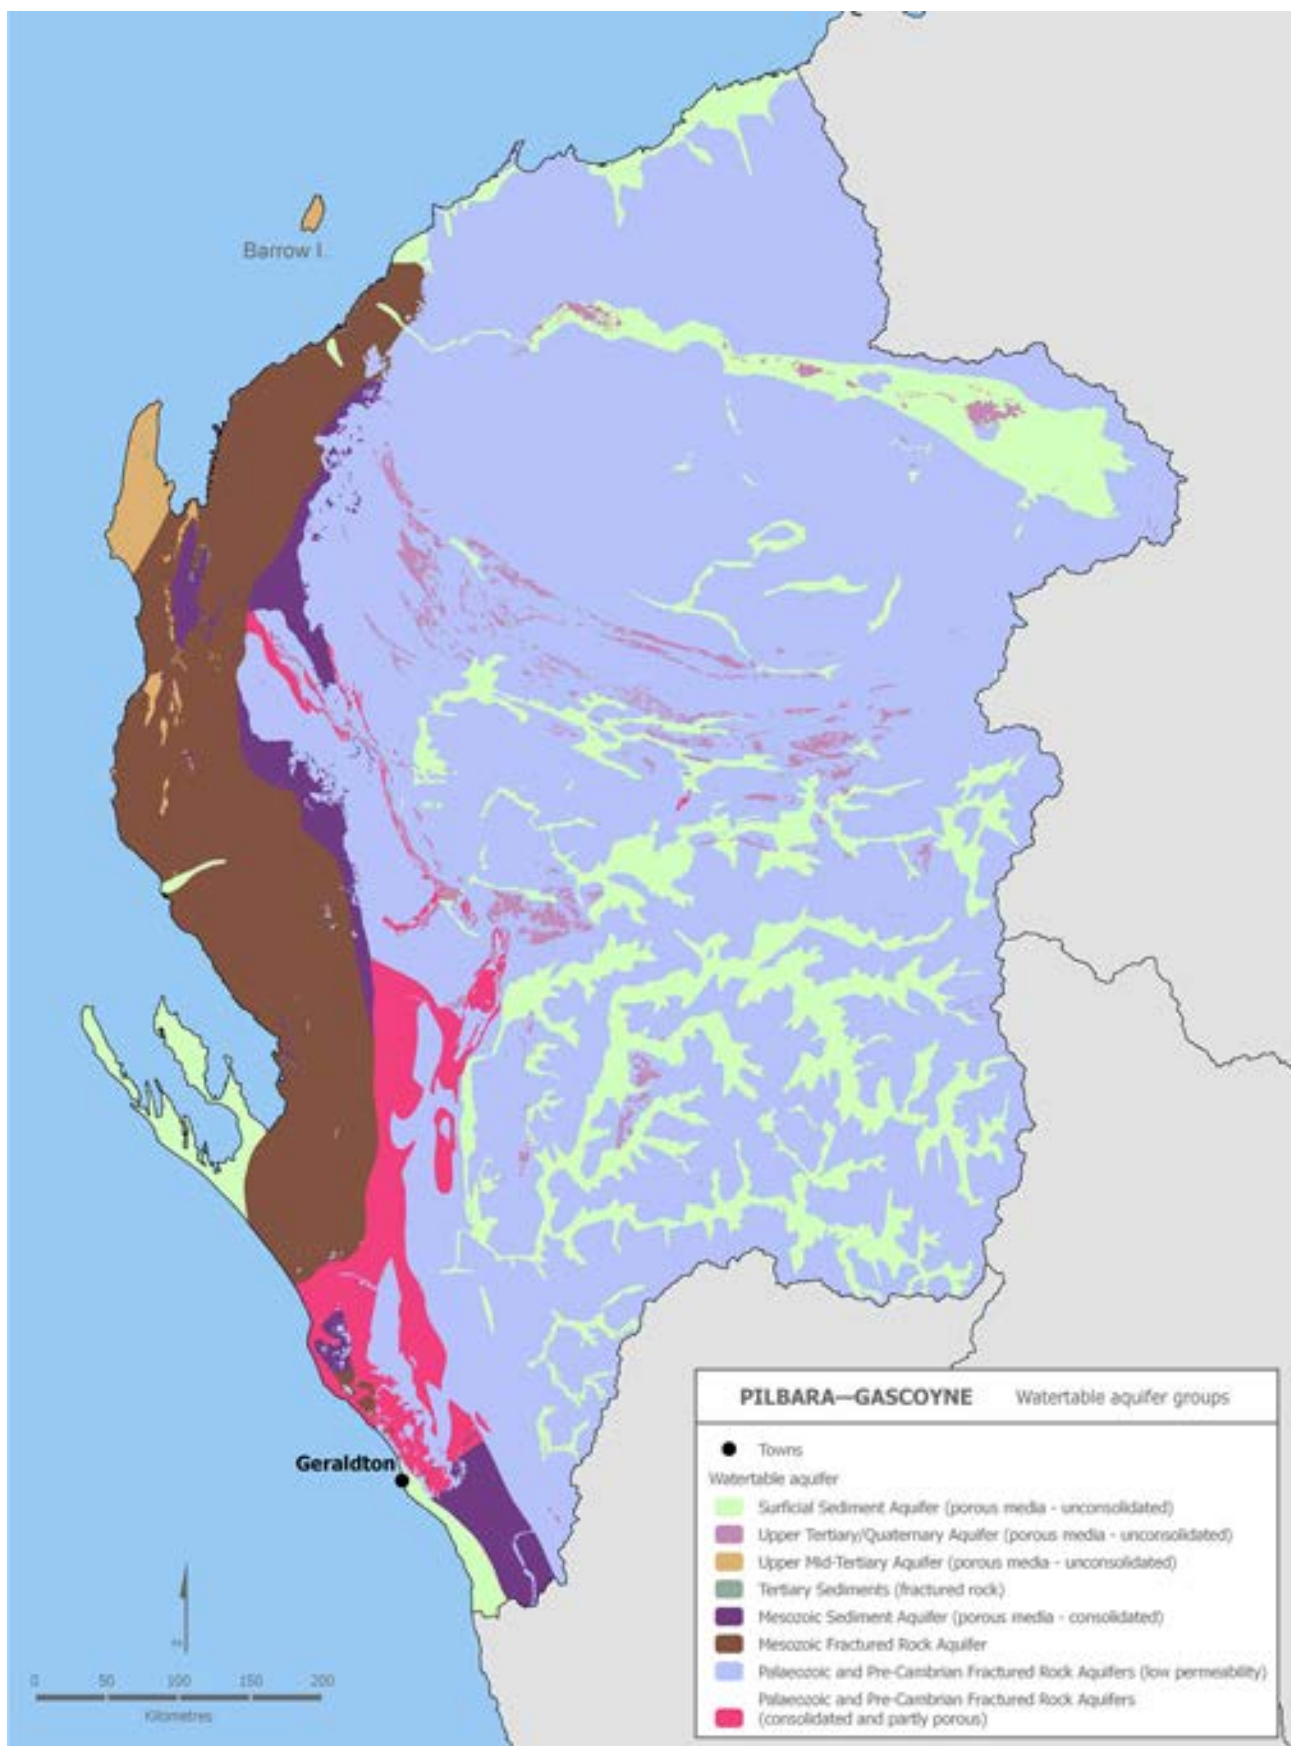 Barrow I.
PILBARA—GASCOYNE Watertable aquifer groups
Towns
Watertable aquifer
Geraldton
Surficial Sediment Aquifer (porous media - unconsolidated)
Upper Tertiary/Quaternary Aquifer (porous media - unconsolidated)
Upper Mid-Tertiary Aquifer (porous media - unconsolidated)
Tertiary Sediments (fractured rock)
Mesozoic Sediment Aquifer (porous media - consolidated)
Mesozoic Fractured Rock Aquifer
Palaeozoic and Pre-Cambrian Fractured Rock Aquifers (low permeability)
Palaeozoic and Pre-Cambrian Fractured Rock Aquifers
(consolidated and partly porous)
N
0 50 100 150 200
Kilometres